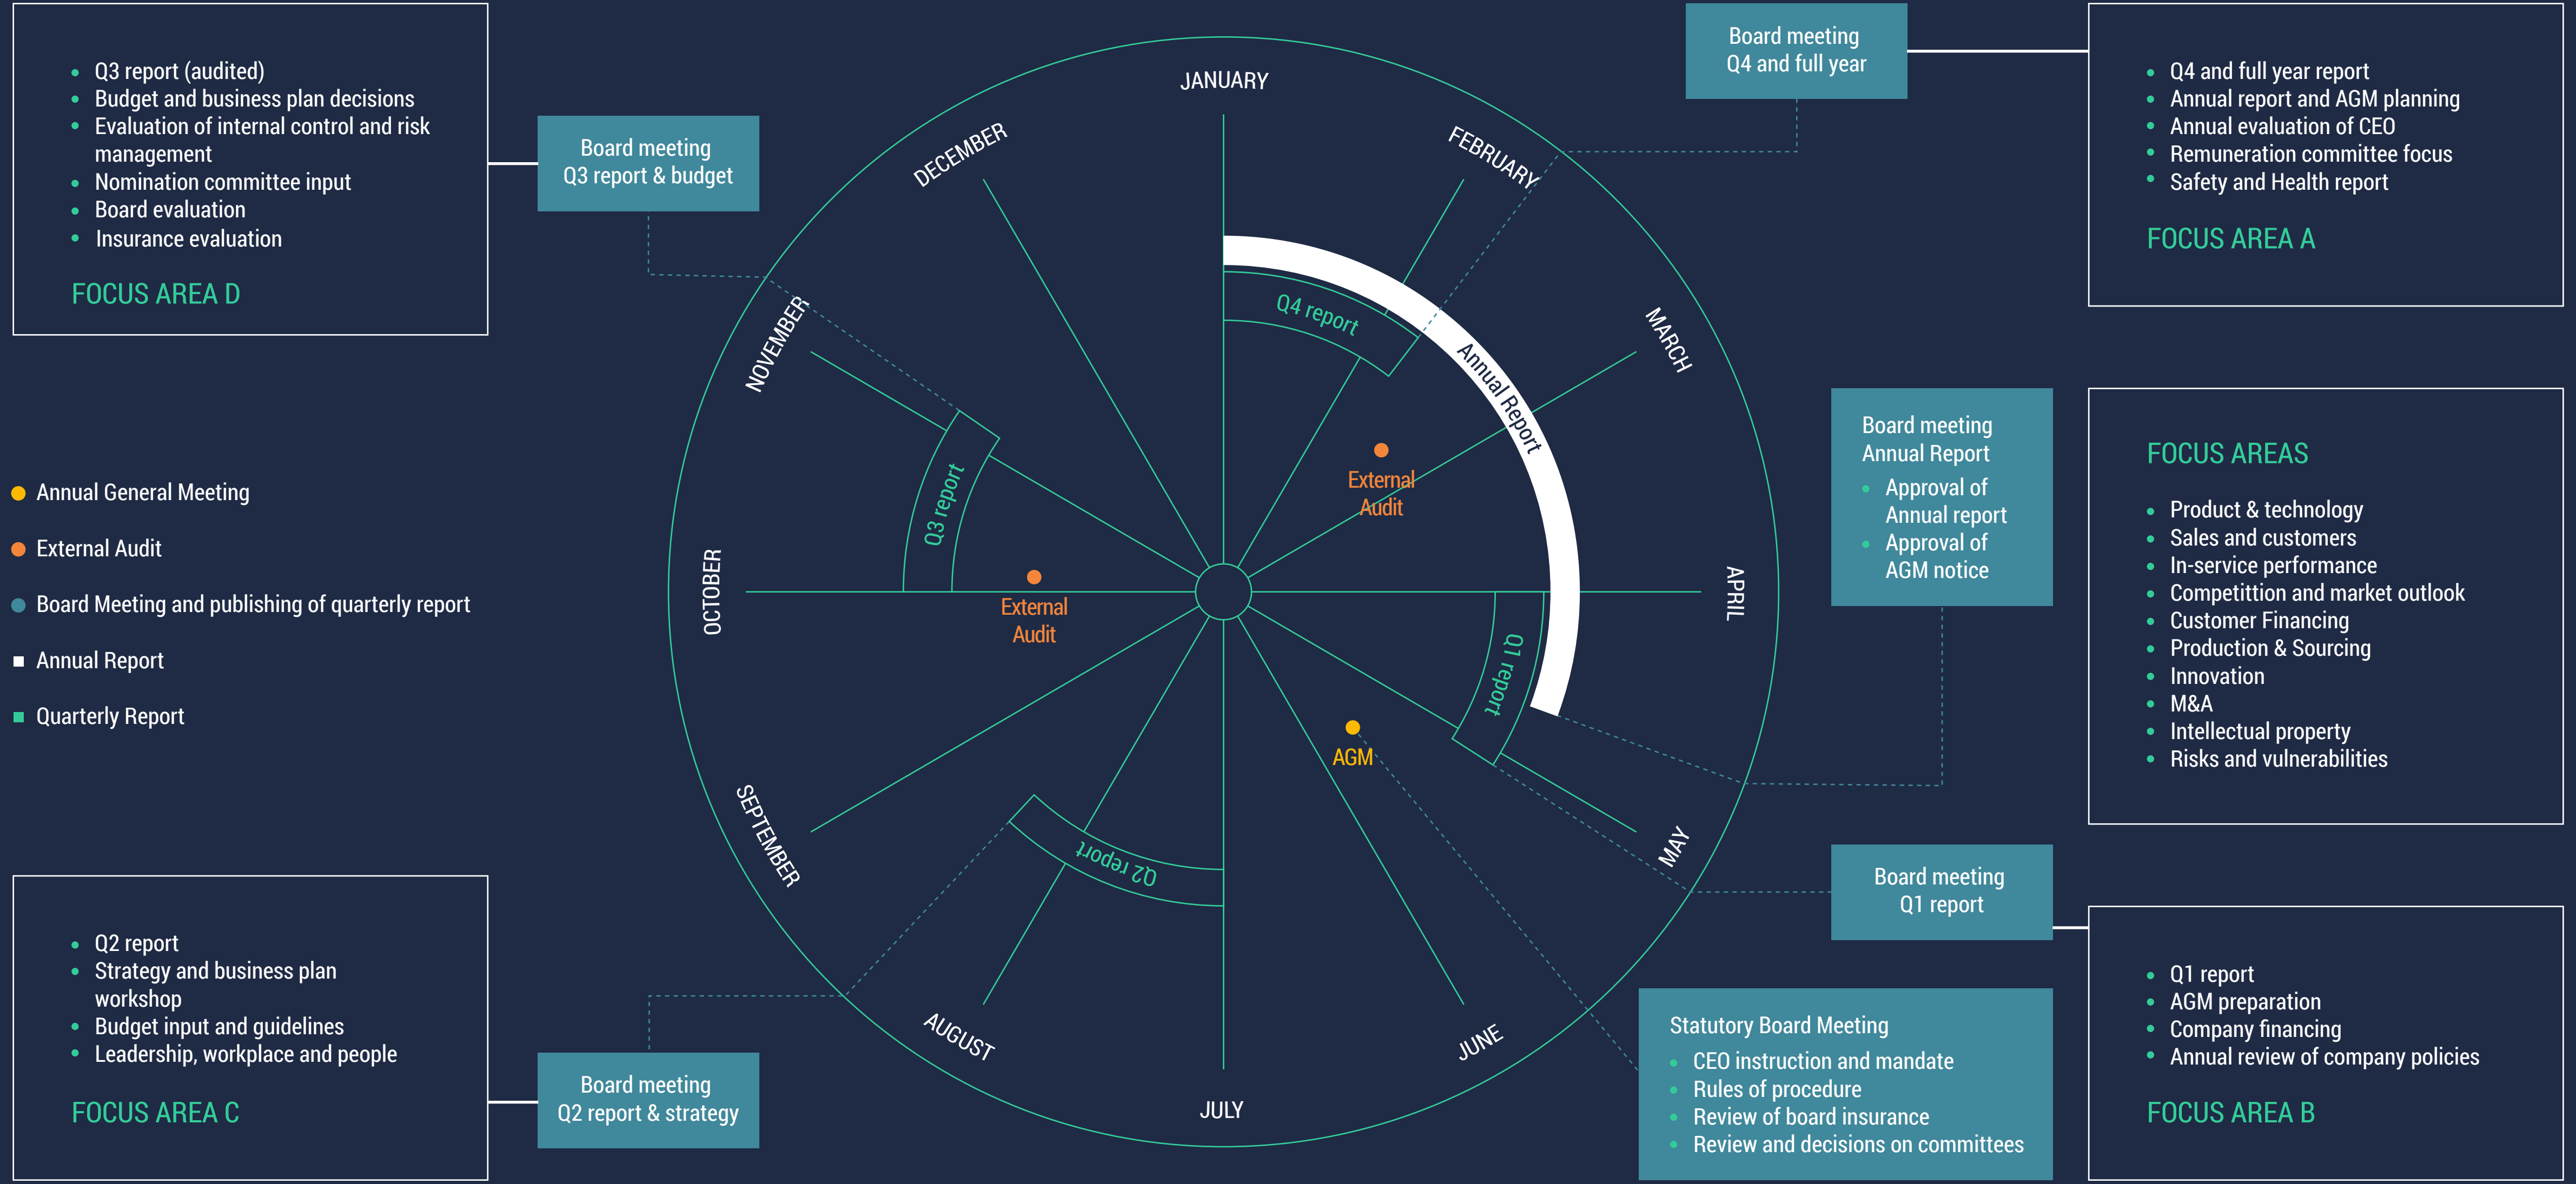 Q3 report (audited)
Budget and business plan decisions
Evaluation of internal control and risk
management
Nomination committee input
Board evaluation
Insurance evaluation
FOCUS AREA D
Board meeting
Q3 report & budget
Annual General Meeting
External Audit
Board Meeting and publishing of quarterly report
Annual Report
Quarterly Report
Q2 report
Strategy and business plan
workshop
Budget input and guidelines
Leadership, workplace and people
FOCUS AREA C
Board meeting
Q2 report & strategy
JANUARY
FEBRUARY
MARCH
APRIL
MAY
JUNE
JULY
AUGUST
SEPTEMBER
OCTOBER
NOVEMBER
DECEMBER
Q4 report
Annual Report
External
Audit
Q1 report
AGM
Q2 report
Q3 report
External
Audit
Board meeting
Q4 and full year
Q4 and full year report
Annual report and AGM planning
Annual evaluation of CEO
Remuneration committee focus
Safety and Health report
FOCUS AREA A
Board meeting
Annual Report
Approval of
Annual report
Approval of
AGM notice
FOCUS AREAS
Product & technology
Sales and customers
In-service performance
Competittion and market outlook
Customer Financing
Production & Sourcing
Innovation
M&A
Intellectual property
Risks and vulnerabilities
Board meeting
Q1 report
Q1 report
AGM preparation
Company financing
Annual review of company policies
FOCUS AREA B
Statutory Board Meeting
CEO instruction and mandate
Rules of procedure
Review of board insurance
Review and decisions on committees